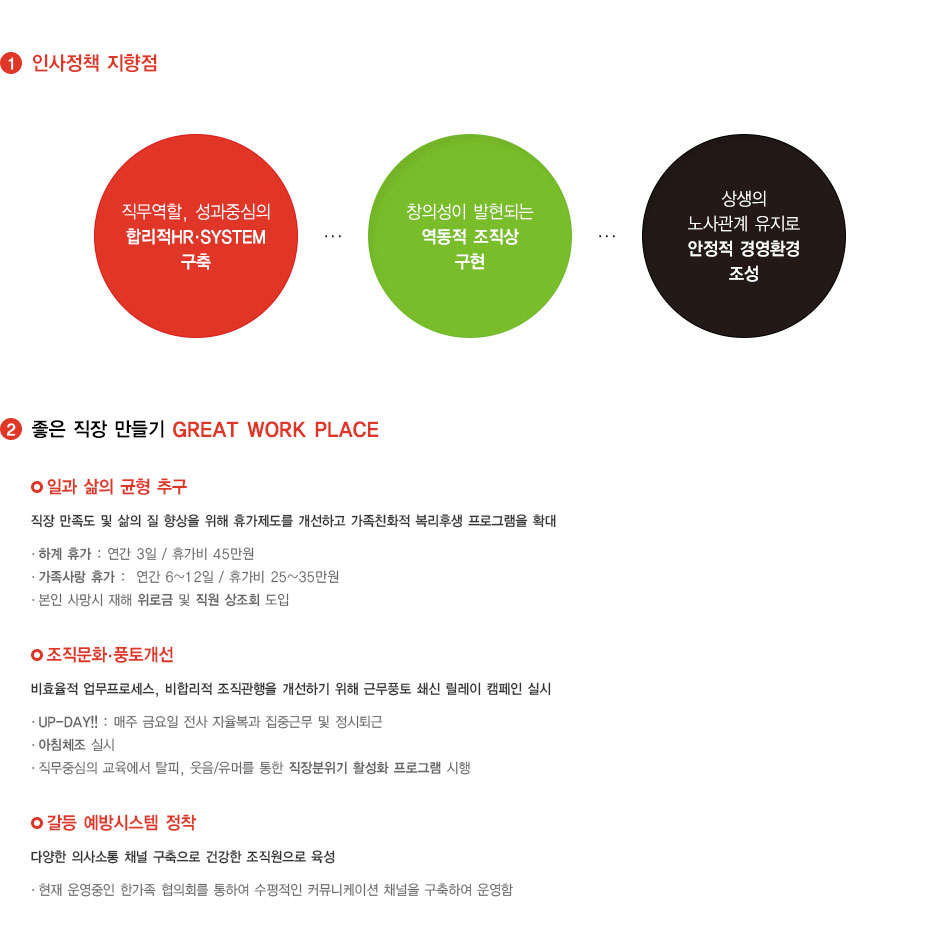 1 인사정책 지향점
직무역할, 성과중심의
합리적HR·SYSTEM
구축
...
창의성이 발현되는
역동적 조직상
구현
...
상생의
노사관계 유지로
안정적 경영환경
조성
2 좋은 직장 만들기 GREAT WORK PLACE
일과 삶의 균형 추구
직장 만족도 및 삶의 질 향상을 위해 휴가제도를 개선하고 가족친화적 복리후생 프로그램을 확대
· 하계 휴가 : 연간 3일 / 휴가비 45만원
· 가족사랑 휴가 : 연간 6~12일 / 휴가비 25~35만원
· 본인 사망시 재해 위로금 및 직원 상조회 도입
조직문화·풍토개선
비효율적 업무프로세스, 비합리적 조직관행을 개선하기 위해 근무풍토 쇄신 릴레이 캠페인 실시
· UP-DAY!! : 매주 금요일 전사 자율복과 집중근무 및 정시퇴근
· 아침체조 실시
· 직무중심의 교육에서 탈피, 웃음/유머를 통한 직장분위기 활성화 프로그램 시행
갈등 예방시스템 정착
다양한 의사소통 채널 구축으로 건강한 조직원으로 육성
· 현재 운영중인 한가족 협의회를 통하여 수평적인 커뮤니케이션 채널을 구축하여 운영함